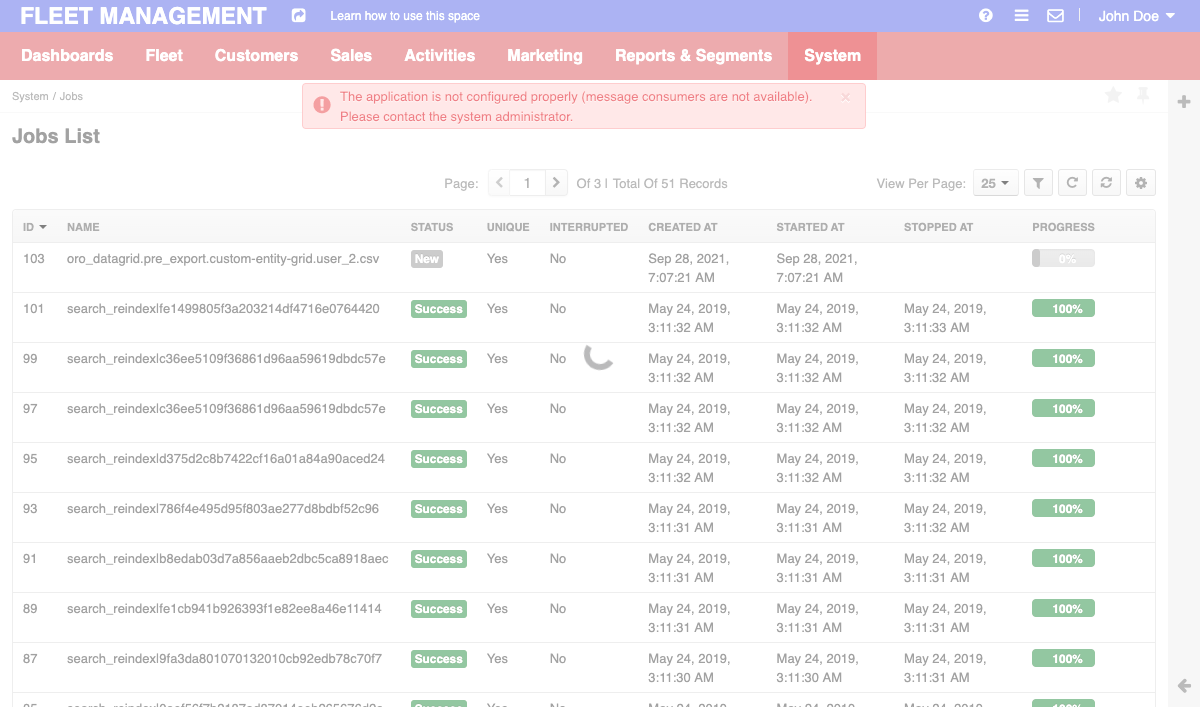 FLEET MANAGEMENT Learn how to use this space John Doe
Dashboards Fleet Customers Sales Activities Marketing Reports & Segments System
System / Jobs
The application is not configured properly (message consumers are not available). ×
Please contact the system administrator.
Jobs List
Page: 1 Of 3 | Total Of 51 Records View Per Page: 25
ID NAME STATUS UNIQUE INTERRUPTED CREATED AT STARTED AT STOPPED AT PROGRESS
103 oro_datagrid.pre_export.custom-entity-grid.user_2.csv New Yes No Sep 28, 2021, Sep 28, 2021, 0%
7:07:21 AM 7:07:21 AM
101 search_reindex|fe1499805f3a203214df4716e0764420 Success Yes No May 24, 2019, May 24, 2019, May 24, 2019, 100%
3:11:32 AM 3:11:32 AM 3:11:33 AM
99 search_reindex|c36ee5109f36861d96aa59619dbdc57e Success Yes No May 24, 2019, May 24, 2019, May 24, 2019, 100%
3:11:32 AM 3:11:32 AM 3:11:32 AM
97 search_reindex|c36ee5109f36861d96aa59619dbdc57e Success Yes No May 24, 2019, May 24, 2019, May 24, 2019, 100%
3:11:32 AM 3:11:32 AM 3:11:32 AM
95 search_reindex|d375d2c8b7422cf16a01a84a90aced24 Success Yes No May 24, 2019, May 24, 2019, May 24, 2019, 100%
3:11:32 AM 3:11:32 AM 3:11:32 AM
93 search_reindex|786f4e495d95f803ae277d8bdbf52c96 Success Yes No May 24, 2019, May 24, 2019, May 24, 2019, 100%
3:11:31 AM 3:11:31 AM 3:11:32 AM
91 search_reindex|b8edab03d7a856aaeb2dbc5ca8918aec Success Yes No May 24, 2019, May 24, 2019, May 24, 2019, 100%
3:11:31 AM 3:11:31 AM 3:11:31 AM
89 search_reindex|fe1cb941b926393f1e82ee8a46e11414 Success Yes No May 24, 2019, May 24, 2019, May 24, 2019, 100%
3:11:31 AM 3:11:31 AM 3:11:31 AM
87 search_reindex|9fa3da801070132010cb92edb78c70f7 Success Yes No May 24, 2019, May 24, 2019, May 24, 2019, 100%
3:11:30 AM 3:11:30 AM 3:11:31 AM